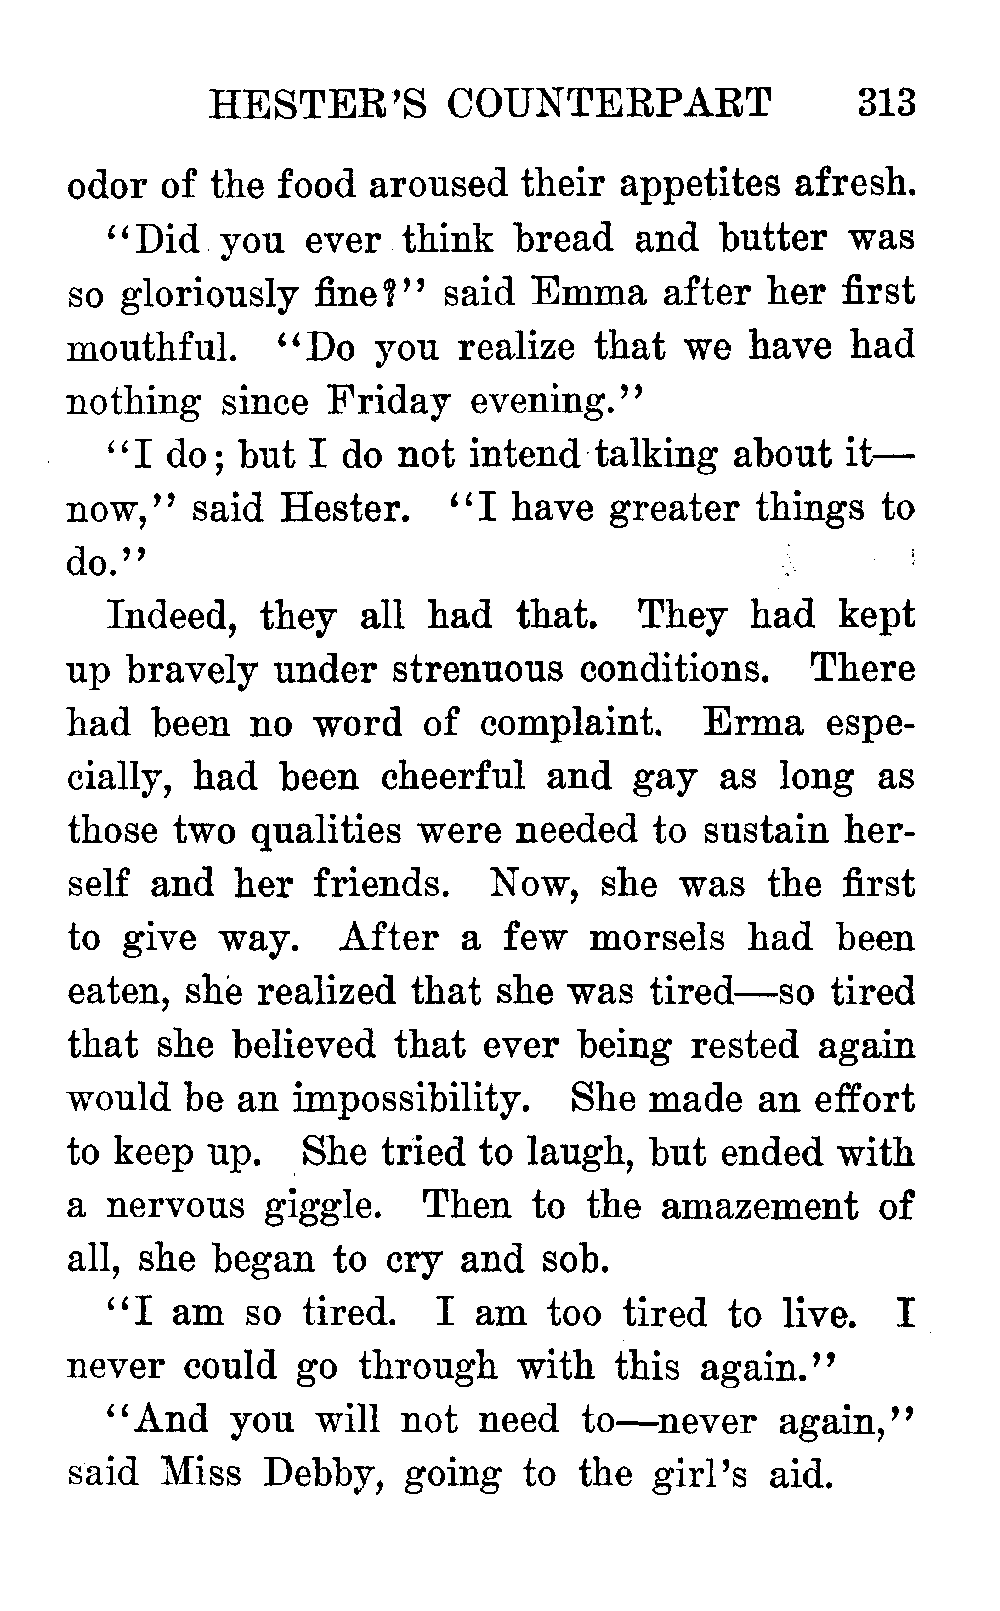 HESTER'S COUNTERPART 313
odor of the food aroused their appetites afresh.
"Did you ever think bread and butter was
so gloriously fine?" said Emma after her first
mouthful. "Do you realize that we have had
nothing since Friday evening."
"I do; but I do not intend talking about it—
now," said Hester. "I have greater things to
do."
Indeed, they all had that. They had kept
up bravely under strenuous conditions. There
had been no word of complaint. Erma espe-
cially, had been cheerful and gay as long as
those two qualities were needed to sustain her-
self and her friends. Now, she was the first
to give way. After a few morsels had been
eaten, she realized that she was tired—so tired
that she believed that ever being rested again
would be an impossibility. She made an effort
to keep up. She tried to laugh, but ended with
a nervous giggle. Then to the amazement of
all, she began to cry and sob.
"I am so tired. I am too tired to live. I
never could go through with this again."
"And you will not need to—never again,"
said Miss Debby, going to the girl's aid.